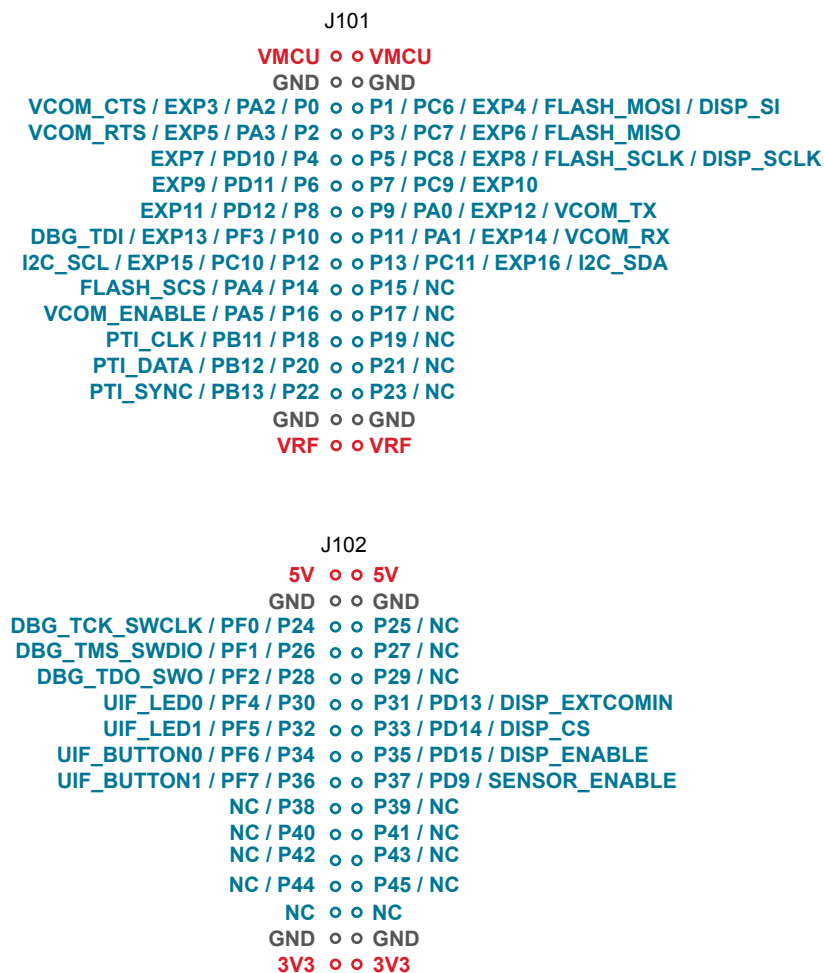 J101
VMCU VMCU
GND GND
VCOM_CTS / EXP3 / PA2 / P0 P1 / PC6 / EXP4 / FLASH_MOSI / DISP_SI
VCOM_RTS / EXP5 / PA3 / P2 P3 / PC7 / EXP6 / FLASH_MISO
EXP7 / PD10 / P4 P5 / PC8 / EXP8 / FLASH_SCLK / DISP_SCLK
EXP9 / PD11 / P6 P7 / PC9 / EXP10
EXP11 / PD12 / P8 P9 / PA0 / EXP12 / VCOM_TX
DBG_TDI / EXP13 / PF3 / P10 P11 / PA1 / EXP14 / VCOM_RX
I2C_SCL / EXP15 / PC10 / P12 P13 / PC11 / EXP16 / I2C_SDA
FLASH_SCS / PA4 / P14 P15 / NC
VCOM_ENABLE / PA5 / P16 P17 / NC
PTI_CLK / PB11 / P18 P19 / NC
PTI_DATA / PB12 / P20 P21 / NC
PTI_SYNC / PB13 / P22 P23 / NC
GND GND
VRF VRF
J102
5V 5V
GND GND
DBG_TCK_SWCLK / PF0 / P24 P25 / NC
DBG_TMS_SWDIO / PF1 / P26 P27 / NC
DBG_TDO_SWO / PF2 / P28 P29 / NC
UIF_LED0 / PF4 / P30 P31 / PD13 / DISP_EXTCOMIN
UIF_LED1 / PF5 / P32 P33 / PD14 / DISP_CS
UIF_BUTTON0 / PF6 / P34 P35 / PD15 / DISP_ENABLE
UIF_BUTTON1 / PF7 / P36 P37 / PD9 / SENSOR_ENABLE
NC / P38 P39 / NC
NC / P40 P41 / NC
NC / P42 P43 / NC
NC / P44 P45 / NC
NC NC
GND GND
3V3 3V3